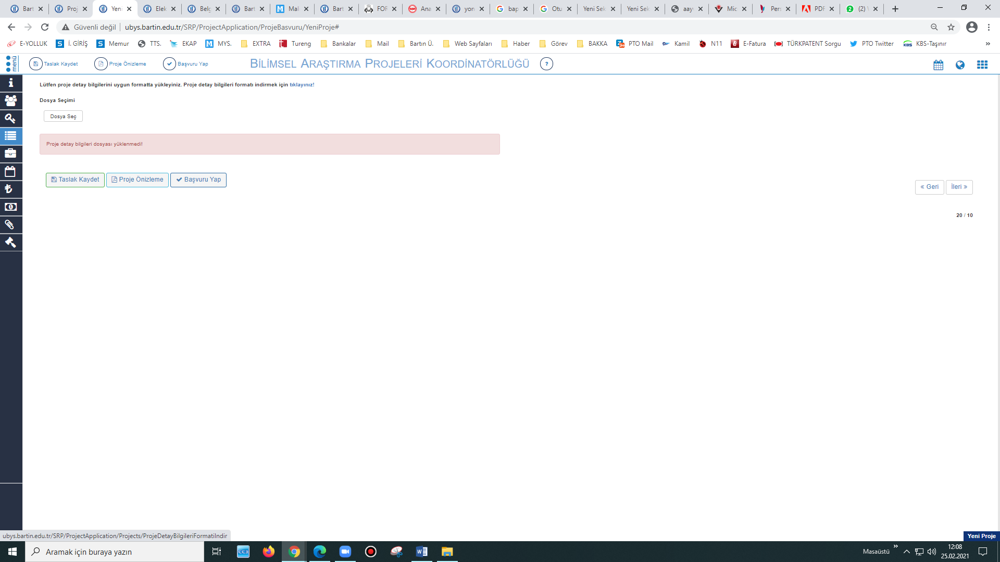 Bart
Proj
Yeni
Elek
Belg
Bart
Mal
Bart
FOR
Ana
yon
bap
Otu
Yeni Sek
Yeni Sek
aay
Mic
Pers
PDF
(2)
Güvenli değil
ubys.bartin.edu.tr/SRP/ProjectApplication/ProjeBasvuru/YeniProje#
E-YOLLUK
İ. GİRİŞ
Memur
TTS.
EKAP
MYS.
EXTRA
Tureng
Bankalar
Mail
Bartın Ü.
Web Sayfaları
Haber
Görev
BAKKA
PTO Mail
Kamil
N11
E-Fatura
TÜRKPATENT Sorgu
PTO Twitter
KBS-Taşınır
»
menü
Taslak Kaydet
Proje Önizleme
Başvuru Yap
BİLİMSEL ARAŞTIRMA PROJELERİ KOORDİNATÖRLÜĞÜ
?
Lütfen proje detay bilgilerini uygun formatta yükleyiniz. Proje detay bilgileri formatı indirmek için tıklayınız!
Dosya Seçimi
Dosya Seç
Proje detay bilgileri dosyası yüklenmedi!
Taslak Kaydet
Proje Önizleme
Başvuru Yap
« Geri
İleri »
20 / 10
ubys.bartin.edu.tr/SRP/ProjectApplication/Projects/ProjeDetayBilgileriFormatiIndir
Yeni Proje
Aramak için buraya yazın
Masaüstü
»
12:08
25.02.2021